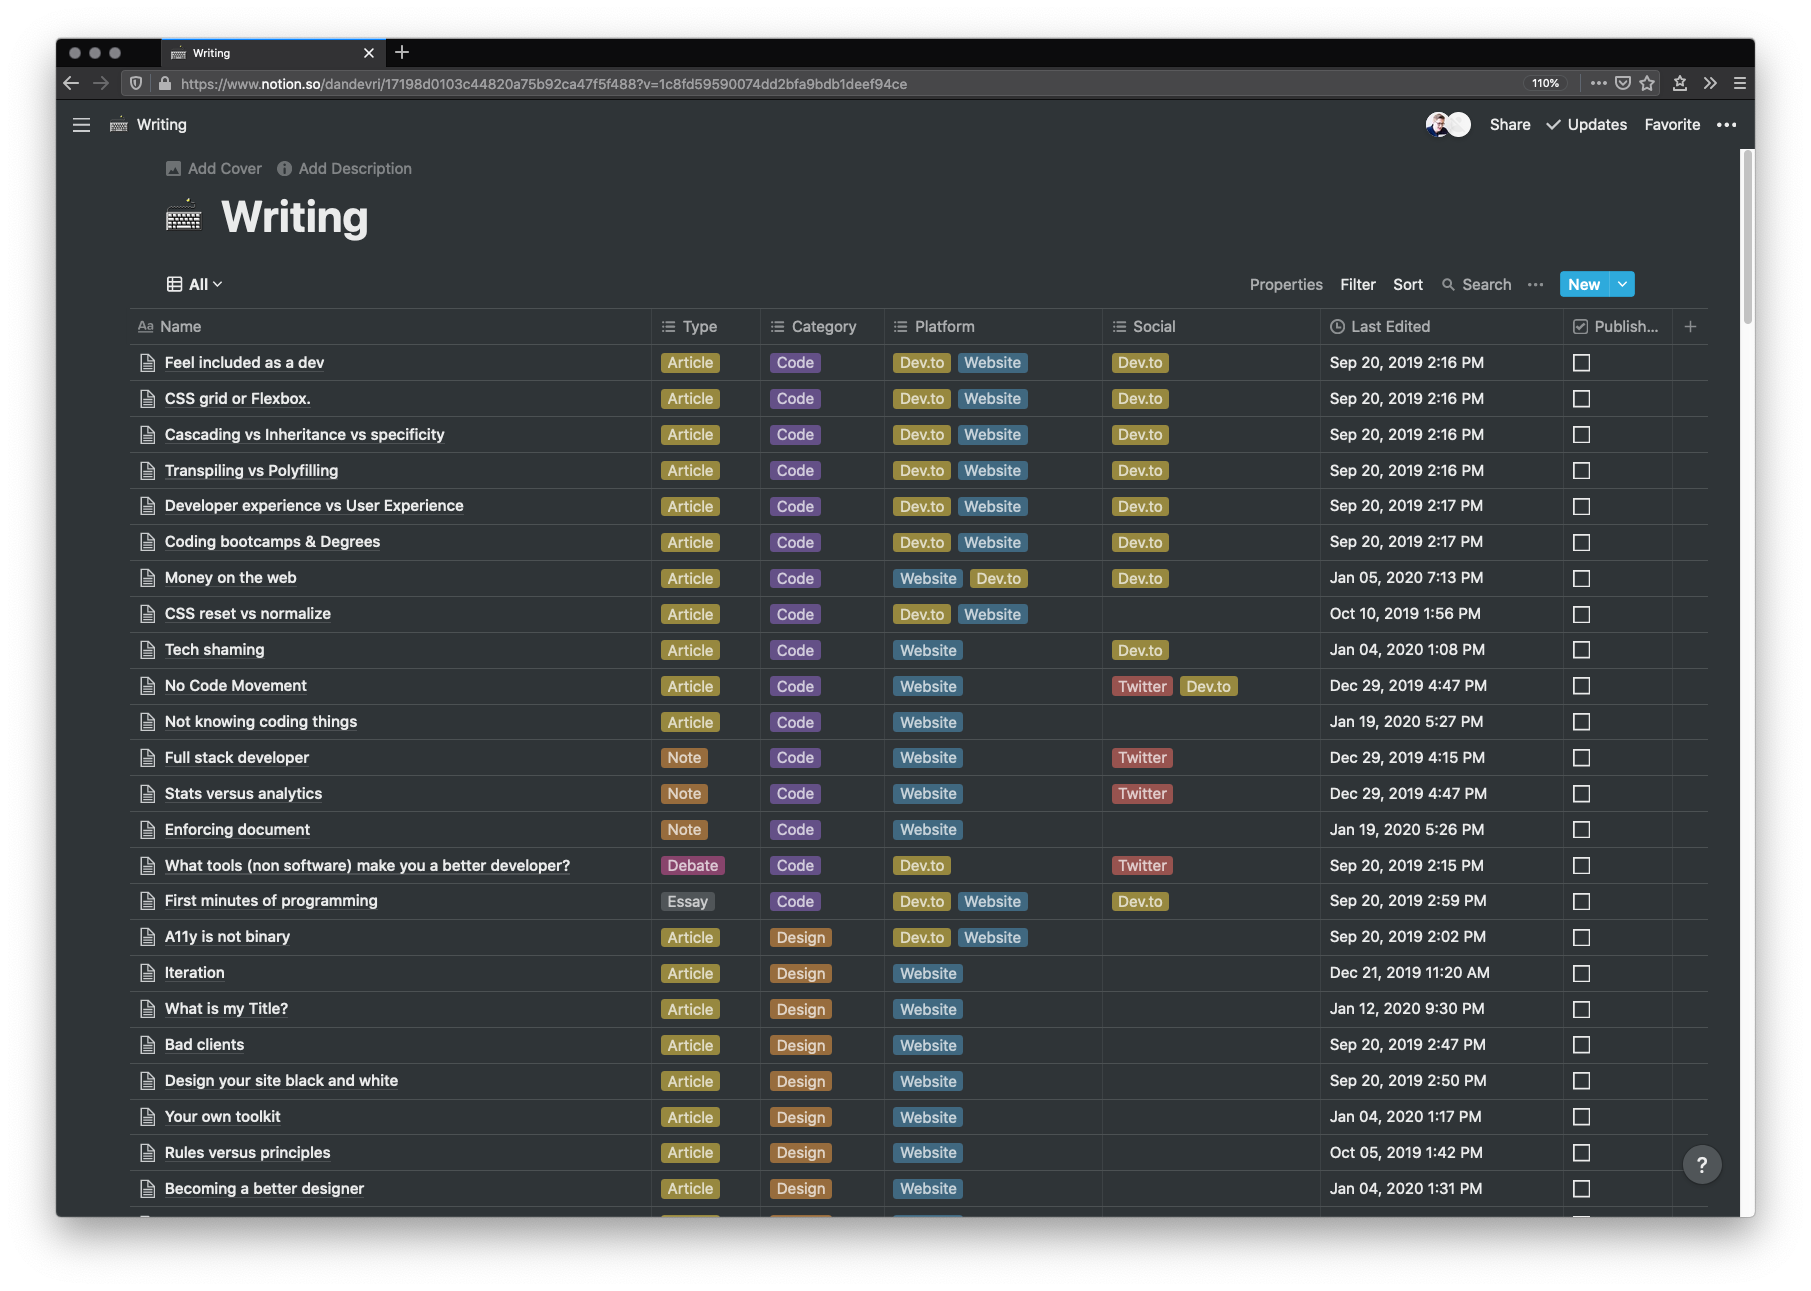 Writing
https://www.notion.so/dandevri/17198d0103c44820a75b92ca47f5f488?v=1c8fd59590074dd2bfa9bdb1deef94ce 110%
Writing Share Updates Favorite
Add Cover Add Description
Writing
All Properties Filter Sort Search New
Aa Name Type Category Platform Social Last Edited Publish...
Feel included as a dev Article Code Dev.to Website Dev.to Sep 20, 2019 2:16 PM
CSS grid or Flexbox. Article Code Dev.to Website Dev.to Sep 20, 2019 2:16 PM
Cascading vs Inheritance vs specificity Article Code Dev.to Website Dev.to Sep 20, 2019 2:16 PM
Transpiling vs Polyfilling Article Code Dev.to Website Dev.to Sep 20, 2019 2:16 PM
Developer experience vs User Experience Article Code Dev.to Website Dev.to Sep 20, 2019 2:17 PM
Coding bootcamps & Degrees Article Code Dev.to Website Dev.to Sep 20, 2019 2:17 PM
Money on the web Article Code Website Dev.to Dev.to Jan 05, 2020 7:13 PM
CSS reset vs normalize Article Code Dev.to Website Oct 10, 2019 1:56 PM
Tech shaming Article Code Website Dev.to Jan 04, 2020 1:08 PM
No Code Movement Article Code Website Twitter Dev.to Dec 29, 2019 4:47 PM
Not knowing coding things Article Code Website Jan 19, 2020 5:27 PM
Full stack developer Note Code Website Twitter Dec 29, 2019 4:15 PM
Stats versus analytics Note Code Website Twitter Dec 29, 2019 4:47 PM
Enforcing document Note Code Website Jan 19, 2020 5:26 PM
What tools (non software) make you a better developer? Debate Code Dev.to Twitter Sep 20, 2019 2:15 PM
First minutes of programming Essay Code Dev.to Website Dev.to Sep 20, 2019 2:59 PM
A11y is not binary Article Design Dev.to Website Sep 20, 2019 2:02 PM
Iteration Article Design Website Dec 21, 2019 11:20 AM
What is my Title? Article Design Website Jan 12, 2020 9:30 PM
Bad clients Article Design Website Sep 20, 2019 2:47 PM
Design your site black and white Article Design Website Sep 20, 2019 2:50 PM
Your own toolkit Article Design Website Jan 04, 2020 1:17 PM
Rules versus principles Article Design Website Oct 05, 2019 1:42 PM
Becoming a better designer Article Design Website Jan 04, 2020 1:31 PM
?